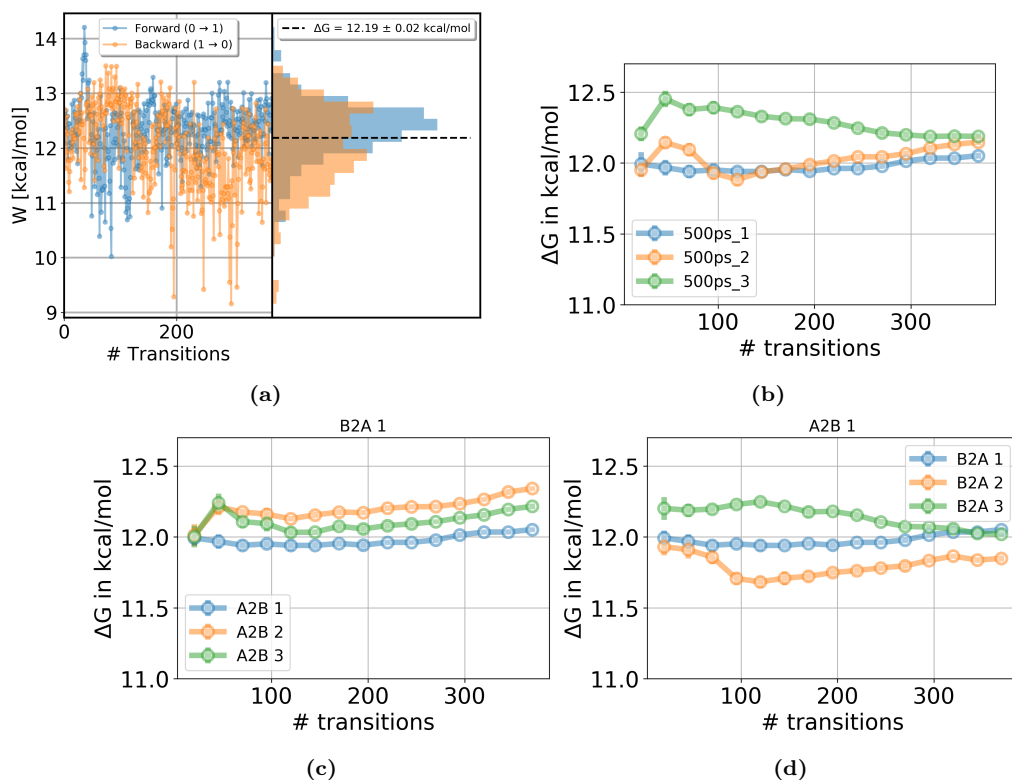 14
13
12
11
10
9
W [kcal/mol]
0
200
# Transitions
Forward (0 → 1)
Backward (1 → 0)
ΔG = 12.19 ± 0.02 kcal/mol
(a)
12.5
12.0
11.5
11.0
ΔG in kcal/mol
100
200
300
# transitions
500ps_1
500ps_2
500ps_3
(b)
B2A 1
12.5
12.0
11.5
11.0
ΔG in kcal/mol
100
200
300
# transitions
A2B 1
A2B 2
A2B 3
(c)
A2B 1
12.5
12.0
11.5
11.0
ΔG in kcal/mol
100
200
300
# transitions
B2A 1
B2A 2
B2A 3
(d)